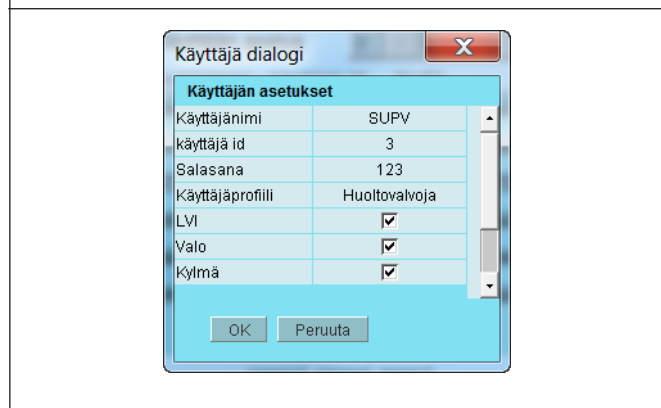 Käyttäjä dialogi
Käyttäjän asetukset
Käyttäjänimi SUPV
käyttäjä id 3
Salasana 123
Käyttäjäprofiili Huoltovalvoja
LVI
Valo
Kylmä
OK Peruuta